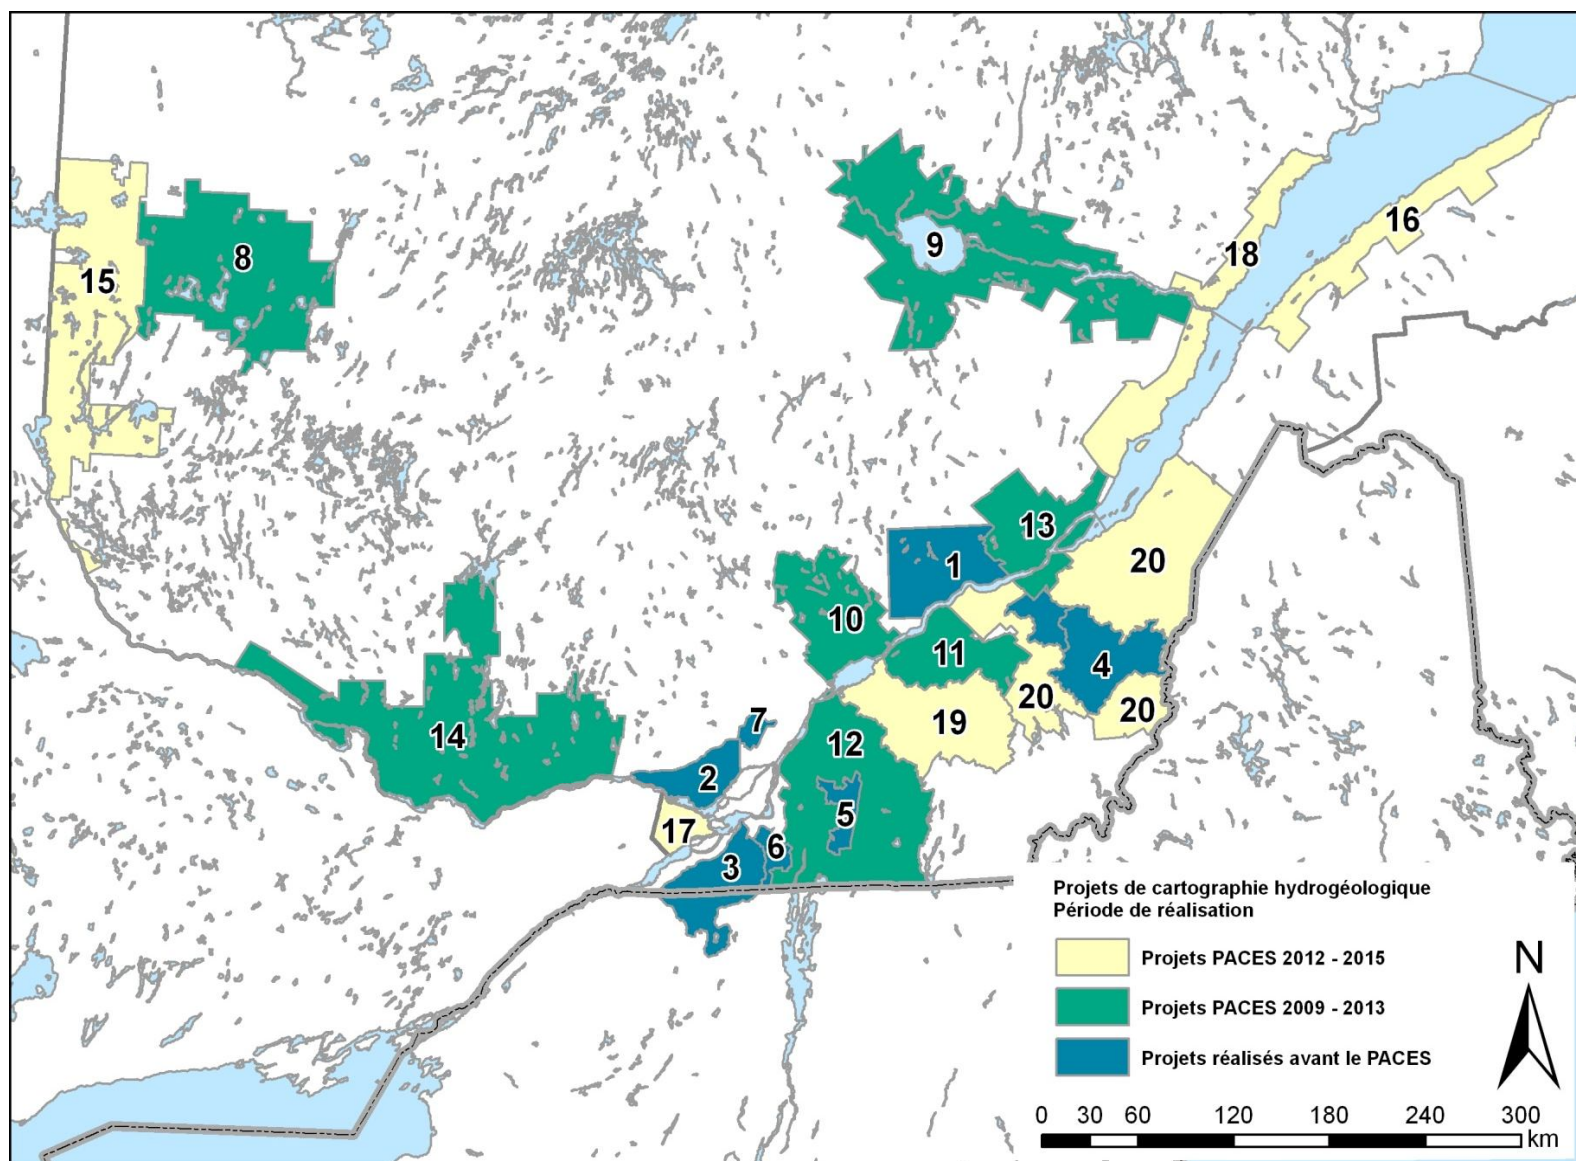 9
18
16
8
15
13
1
20
10
11
4
20
20
19
14
7
12
2
5
17
6
3
Projets de cartographie hydrogéologique
Période de réalisation
Projets PACES 2012 - 2015
Projets PACES 2009 - 2013
Projets réalisés avant le PACES
N
0 30 60 120 180 240 300
km